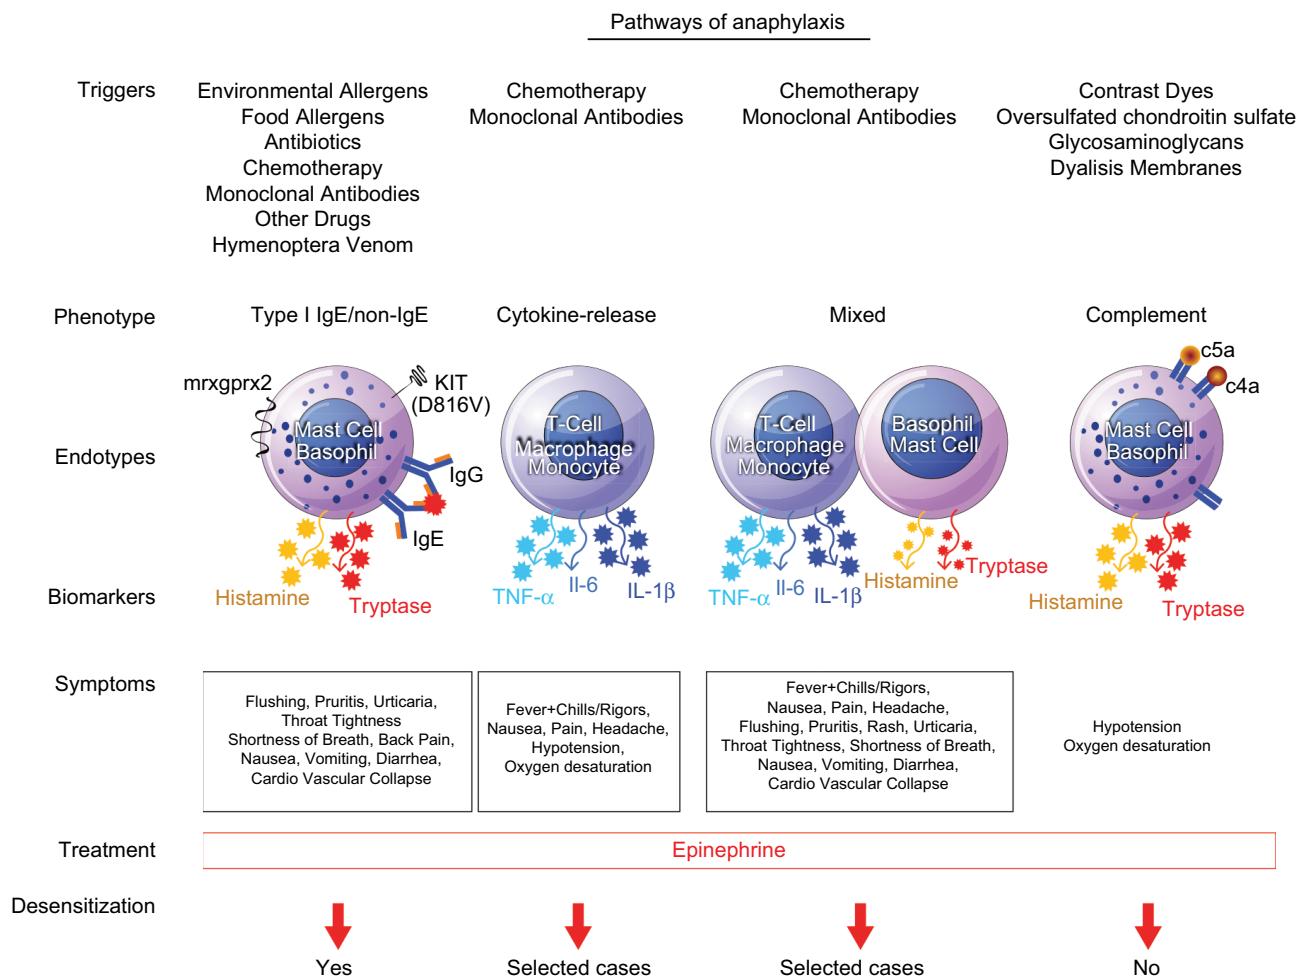 Pathways of anaphylaxis
Triggers
Environmental Allergens
Food Allergens
Antibiotics
Chemotherapy
Monoclonal Antibodies
Other Drugs
Hymenoptera Venom
Chemotherapy
Monoclonal Antibodies
Chemotherapy
Monoclonal Antibodies
Contrast Dyes
Oversulfated chondroitin sulfate
Glycosaminoglycans
Dyalisis Membranes
Phenotype
Type I IgE/non-IgE
Cytokine-release
Mixed
Complement
Endotypes
mrxgprx2
KIT
(D816V)
Mast Cell
Basophil
IgG
IgE
T-Cell
Macrophage
Monocyte
T-Cell
Macrophage
Monocyte
Basophil
Mast Cell
c5a
c4a
Mast Cell
Basophil
Biomarkers
Histamine
Tryptase
TNF-α
Il-6
IL-1β
TNF-α
Il-6
IL-1β
Histamine
Tryptase
Histamine
Tryptase
Symptoms
Flushing, Pruritis, Urticaria,
Throat Tightness
Shortness of Breath, Back Pain,
Nausea, Vomiting, Diarrhea,
Cardio Vascular Collapse
Fever+Chills/Rigors,
Nausea, Pain, Headache,
Hypotension,
Oxygen desaturation
Fever+Chills/Rigors,
Nausea, Pain, Headache,
Flushing, Pruritis, Rash, Urticaria,
Throat Tightness, Shortness of Breath,
Nausea, Vomiting, Diarrhea,
Cardio Vascular Collapse
Hypotension
Oxygen desaturation
Treatment
Epinephrine
Desensitization
Yes
Selected cases
Selected cases
No